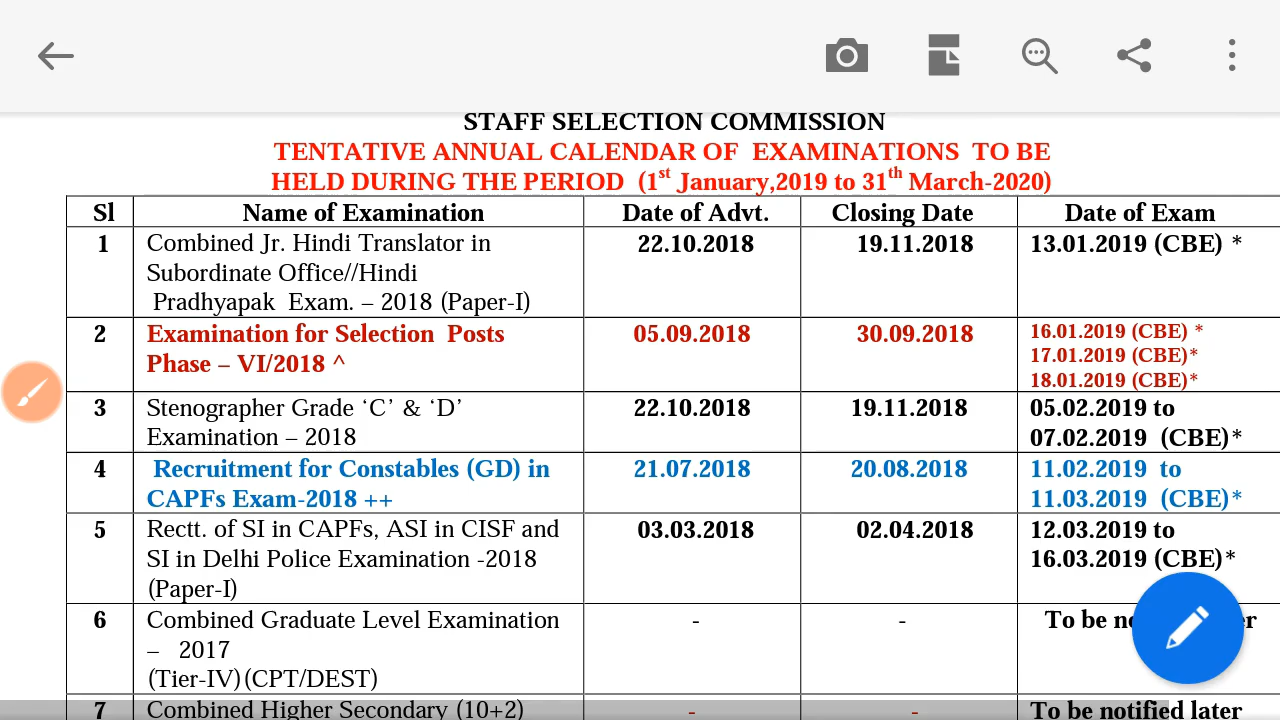 STAFF SELECTION COMMISSION
TENTATIVE ANNUAL CALENDAR OF EXAMINATIONS TO BE
HELD DURING THE PERIOD (1st January,2019 to 31th March-2020)
Sl Name of Examination Date of Advt. Closing Date Date of Exam
1 Combined Jr. Hindi Translator in 22.10.2018 19.11.2018 13.01.2019 (CBE) *
Subordinate Office//Hindi
Pradhyapak Exam. – 2018 (Paper-I)
2 Examination for Selection Posts 05.09.2018 30.09.2018 16.01.2019 (CBE) *
Phase – VI/2018 ^ 17.01.2019 (CBE)*
18.01.2019 (CBE)*
3 Stenographer Grade ‘C’ & ‘D’ 22.10.2018 19.11.2018 05.02.2019 to
Examination – 2018 07.02.2019 (CBE)*
4 Recruitment for Constables (GD) in 21.07.2018 20.08.2018 11.02.2019 to
CAPFs Exam-2018 ++ 11.03.2019 (CBE)*
5 Rectt. of SI in CAPFs, ASI in CISF and 03.03.2018 02.04.2018 12.03.2019 to
SI in Delhi Police Examination -2018 16.03.2019 (CBE)*
(Paper-I)
6 Combined Graduate Level Examination - - To be
– 2017
(Tier-IV)(CPT/DEST)
7 Combined Higher Secondary (10+2) - - To be notified later